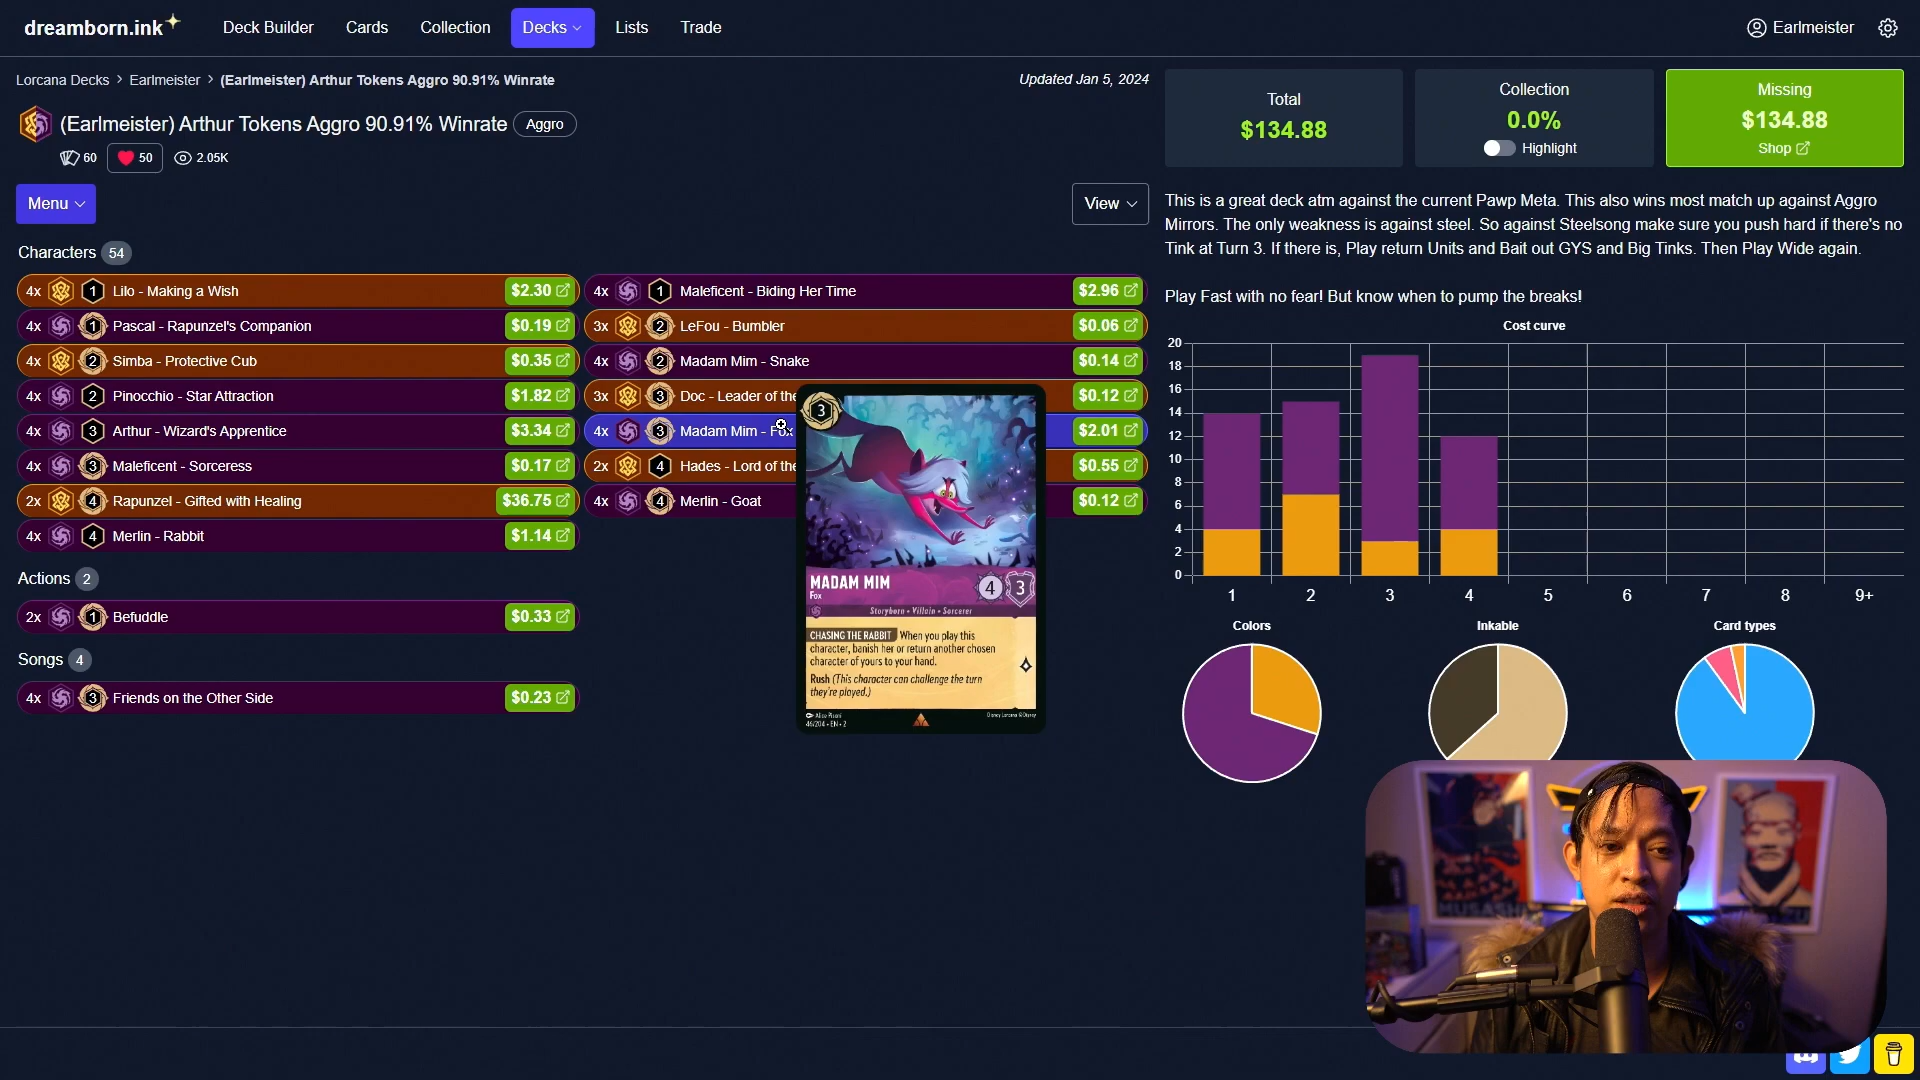 dreamborn.ink
Deck Builder
Cards
Collection
Decks
Lists
Trade
Earlmeister
Lorcana Decks > Earlmeister > (Earlmeister) Arthur Tokens Aggro 90.91% Winrate
Updated Jan 5, 2024
(Earlmeister) Arthur Tokens Aggro 90.91% Winrate
Aggro
60
50
2.05K
Menu
View
Characters 54
4x 1 Lilo - Making a Wish $2.30
4x 1 Pascal - Rapunzel's Companion $0.19
4x 2 Simba - Protective Cub $0.35
4x 2 Pinocchio - Star Attraction $1.82
4x 3 Arthur - Wizard's Apprentice $3.34
4x 3 Maleficent - Sorceress $0.17
2x 4 Rapunzel - Gifted with Healing $36.75
4x 4 Merlin - Rabbit $1.14
4x 1 Maleficent - Biding Her Time $2.96
3x 2 LeFou - Bumbler $0.06
4x 2 Madam Mim - Snake $0.14
3x 3 Doc - Leader of the $0.12
4x 3 Madam Mim - Fox $2.01
2x 4 Hades - Lord of the $0.55
4x 4 Merlin - Goat $0.12
Actions 2
2x 1 Befuddle $0.33
Songs 4
4x 3 Friends on the Other Side $0.23
3
MADAM MIM
Fox
4 3
Storyborn • Villain • Sorcerer
CHASING THE RABBIT When you play this
character, banish her or return another chosen
character of yours to your hand.
Rush (This character can challenge the turn
they're played.)
46/204 • EN • 2
Total
$134.88
Collection
0.0%
Highlight
Missing
$134.88
Shop
This is a great deck atm against the current Pawp Meta. This also wins most match up against Aggro
Mirrors. The only weakness is against steel. So against Steelsong make sure you push hard if there's no
Tink at Turn 3. If there is, Play return Units and Bait out GYS and Big Tinks. Then Play Wide again.
Play Fast with no fear! But know when to pump the breaks!
Cost curve
20
18
16
14
12
10
8
6
4
2
0
1 2 3 4 5 6 7 8 9+
Colors
Inkable
Card types
MUSASHI